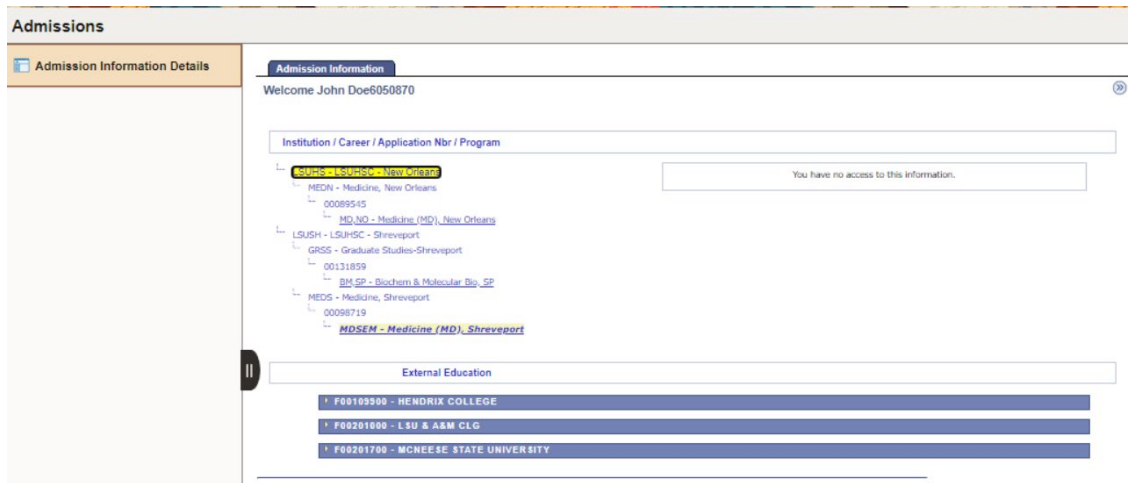 Admissions
Admission Information Details
Admission Information
Welcome John Doe6050870
Institution / Career / Application Nbr / Program
LSUHS - LSUHSC - New Orleans
You have no access to this information.
MEDN - Medicine, New Orleans
00089545
MD,NO - Medicine (MD), New Orleans
LSUSH - LSUHSC - Shreveport
GRSS - Graduate Studies-Shreveport
00131859
BM,SP - Biochem & Molecular Bio, SP
MEDS - Medicine, Shreveport
00098719
MDSEM - Medicine (MD), Shreveport
External Education
F00109900 - HENDRIX COLLEGE
F00201000 - LSU & A&M CLG
F00201700 - MCNEESE STATE UNIVERSITY